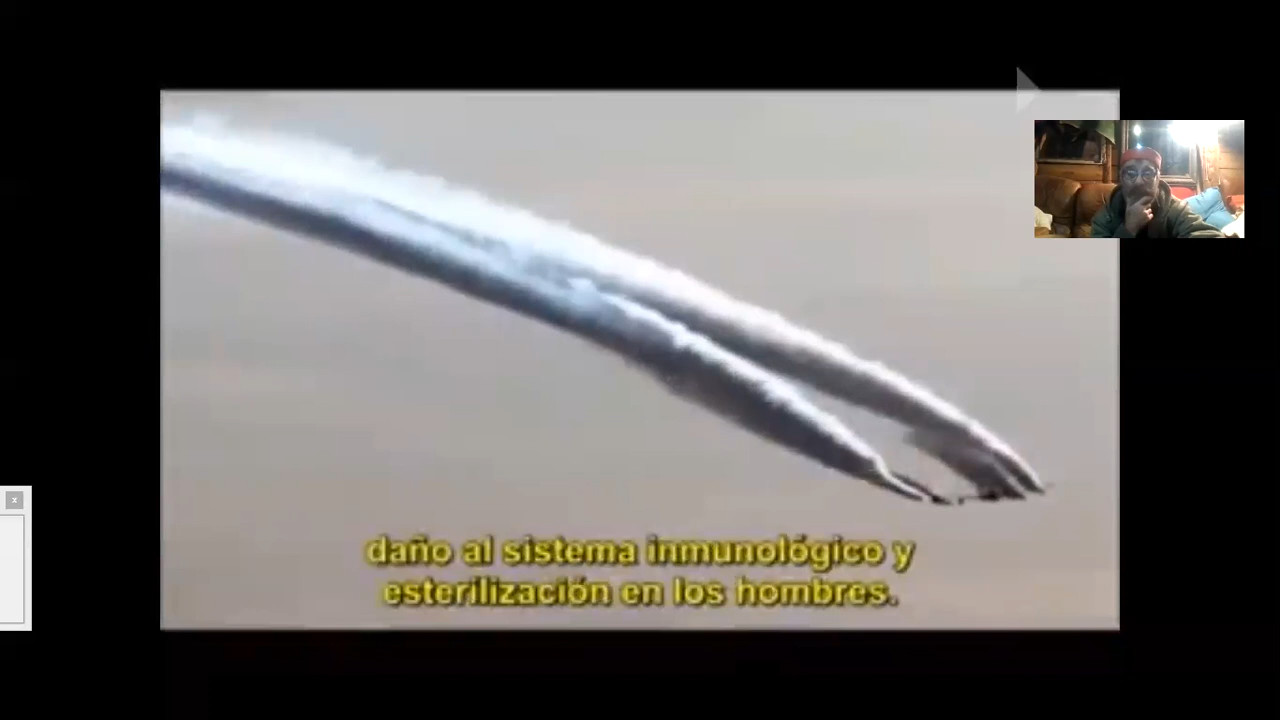 daño al sistema inmunológico y
esterilización en los hombres.
x